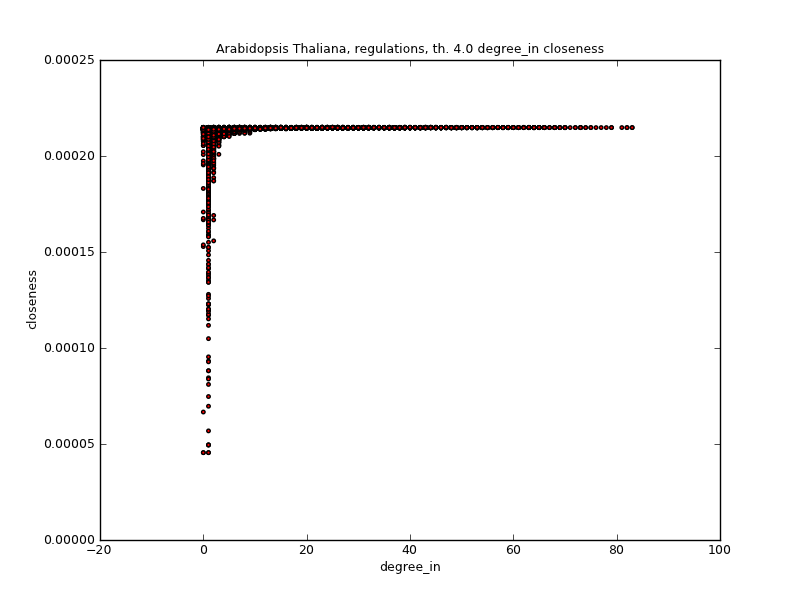 Arabidopsis Thaliana, regulations, th. 4.0 degree_in closeness
0.00025
0.00020
0.00015
closeness
0.00010
0.00005
0.00000
−20 0 20 40 60 80 100
degree_in